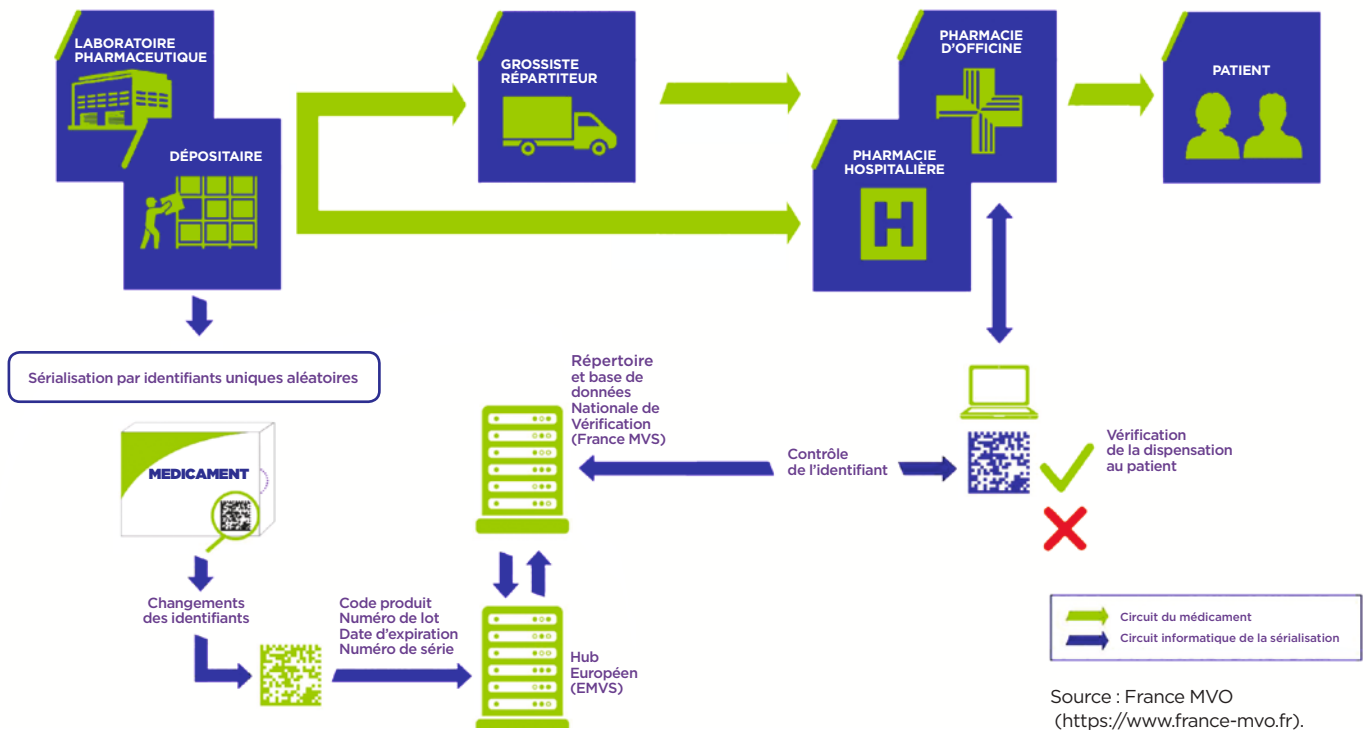 LABORATOIRE
PHARMACEUTIQUE
DÉPOSITAIRE
GROSSISTE
RÉPARTITEUR
PHARMACIE
D'OFFICINE
PHARMACIE
HOSPITALIÈRE
H
PATIENT
Sérialisation par identifiants uniques aléatoires
MEDICAMENT
Changements
des identifiants
Code produit
Numéro de lot
Date d'expiration
Numéro de série
Répertoire
et base de
données
Nationale de
Vérification
(France MVS)
Hub
Européen
(EMVS)
Contrôle
de l'identifiant
Vérification
de la dispensation
au patient
Circuit du médicament
Circuit informatique de la sérialisation
Source : France MVO
(https://www.france-mvo.fr).